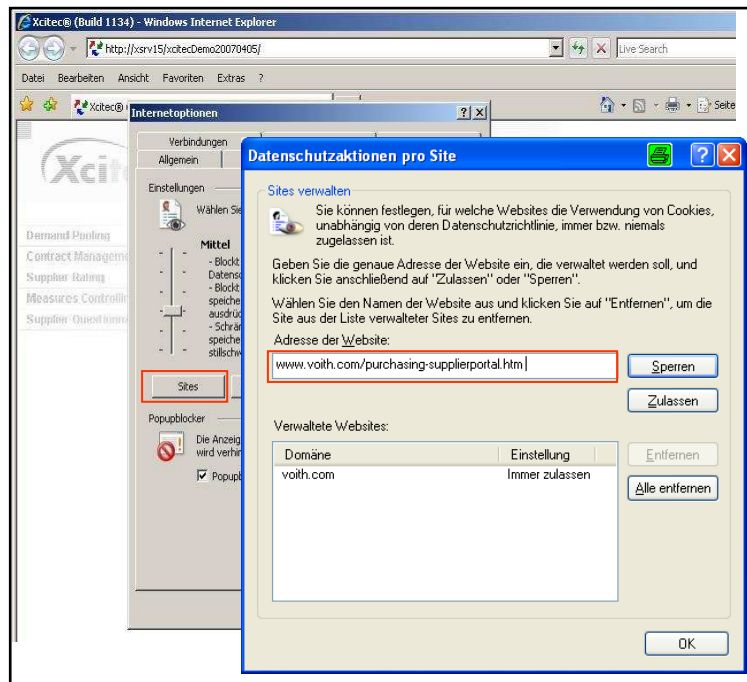 Xcitec® (Build 1134) - Windows Internet Explorer
http://xsrv15/xcitecDemo20070405/
Live Search
Datei Bearbeiten Ansicht Favoriten Extras ?
Xcitec®
Seite
Internetoptionen
Verbindungen
Allgemein
Xcit
Demand Pooling
Contract Manageme
Supplier Rating
Measures Controllin
Supplier Questionn
Einstellungen
Wählen Sie
Mittel
- Blockt
Datensc
- Blockt
speiche
ausdrüc
- Schrän
speiche
stillschw
Sites
Popupblocker
Die Anzeig
wird verhin
Popupb
Datenschutzaktionen pro Site
Sites verwalten
Sie können festlegen, für welche Websites die Verwendung von Cookies,
unabhängig von deren Datenschutzrichtlinie, immer bzw. niemals
zugelassen ist.
Geben Sie die genaue Adresse der Website ein, die verwaltet werden soll, und
klicken Sie anschließend auf "Zulassen" oder "Sperren".
Wählen Sie den Namen der Website aus und klicken Sie auf "Entfernen", um die
Site aus der Liste verwalteter Sites zu entfernen.
Adresse der Website:
www.voith.com/purchasing-supplierportal.htm
Sperren
Zulassen
Verwaltete Websites:
Domäne Einstellung
voith.com Immer zulassen
Entfernen
Alle entfernen
OK